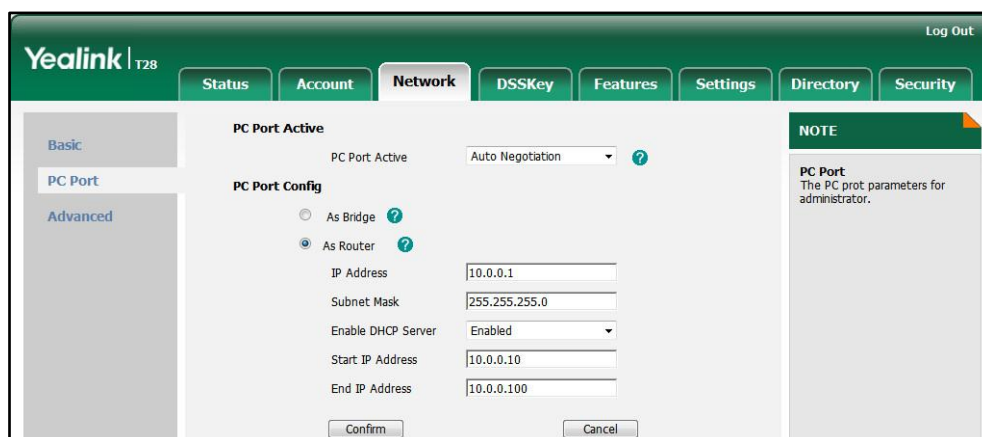 Log Out
Yealink T28
Status Account Network DSSKey Features Settings Directory Security
Basic
PC Port
Advanced
PC Port Active
PC Port Active Auto Negotiation ?
PC Port Config
As Bridge ?
As Router ?
IP Address 10.0.0.1
Subnet Mask 255.255.255.0
Enable DHCP Server Enabled
Start IP Address 10.0.0.10
End IP Address 10.0.0.100
Confirm Cancel
NOTE
PC Port
The PC prot parameters for
administrator.